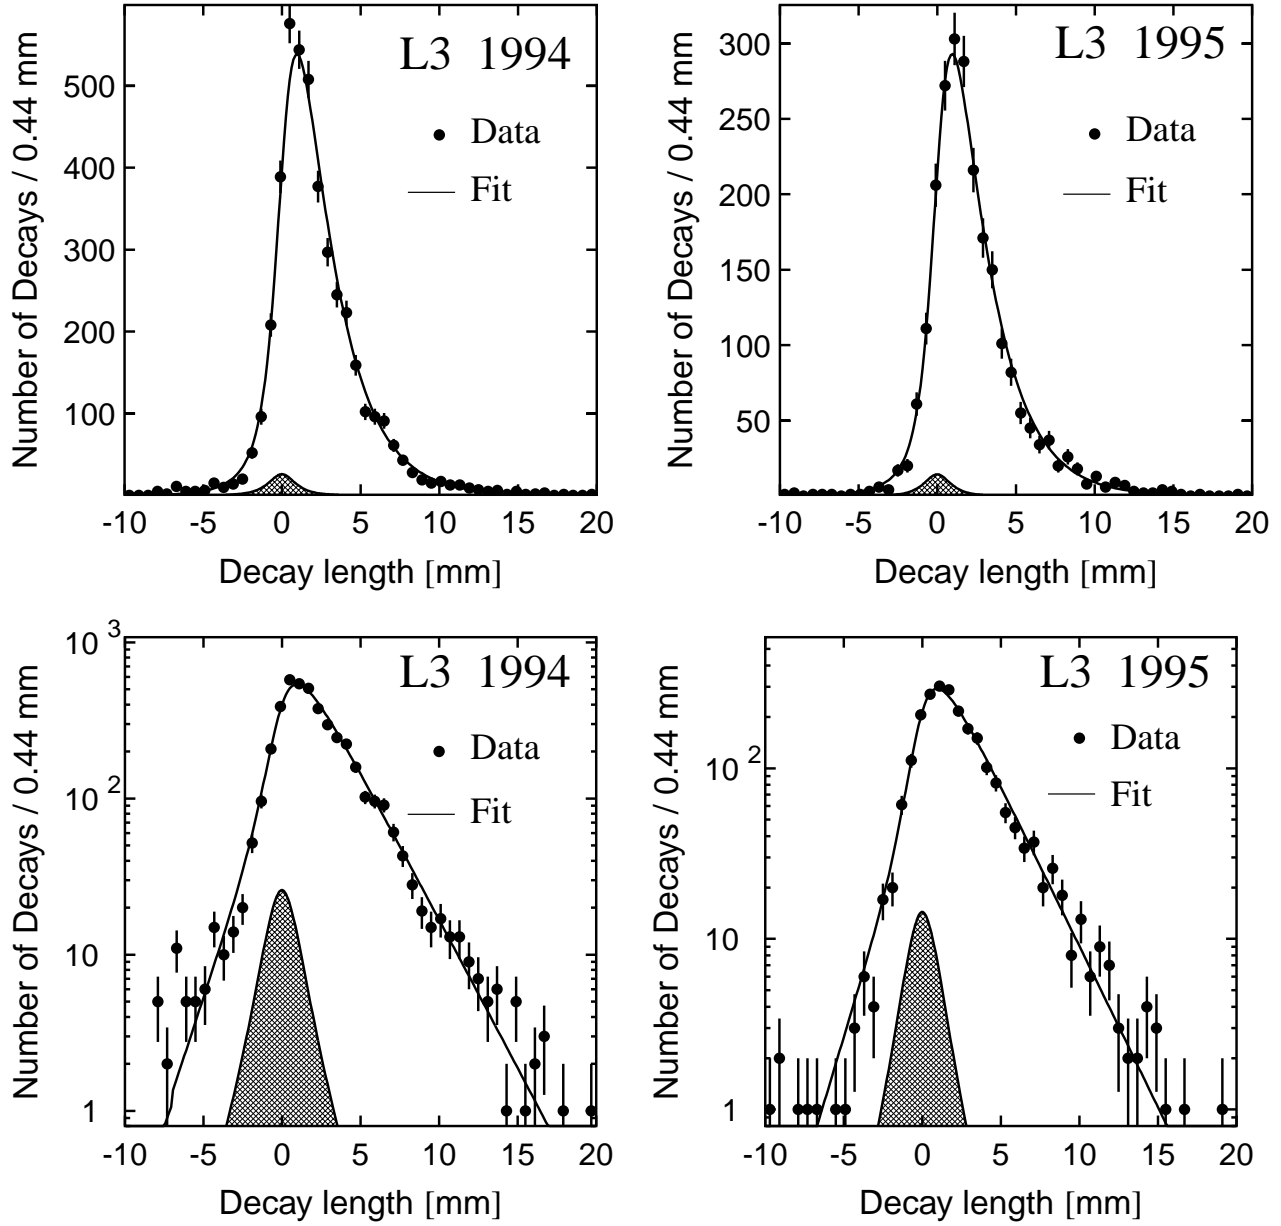 L3 1994
Data
Fit
500
400
300
200
100
-10 -5 0 5 10 15 20
Number of Decays / 0.44 mm
Decay length [mm]
L3 1995
Data
Fit
300
250
200
150
100
50
-10 -5 0 5 10 15 20
Number of Decays / 0.44 mm
Decay length [mm]
L3 1994
Data
Fit
10 3
10 2
10
1
-10 -5 0 5 10 15 20
Number of Decays / 0.44 mm
Decay length [mm]
L3 1995
Data
Fit
10 2
10
1
-10 -5 0 5 10 15 20
Number of Decays / 0.44 mm
Decay length [mm]